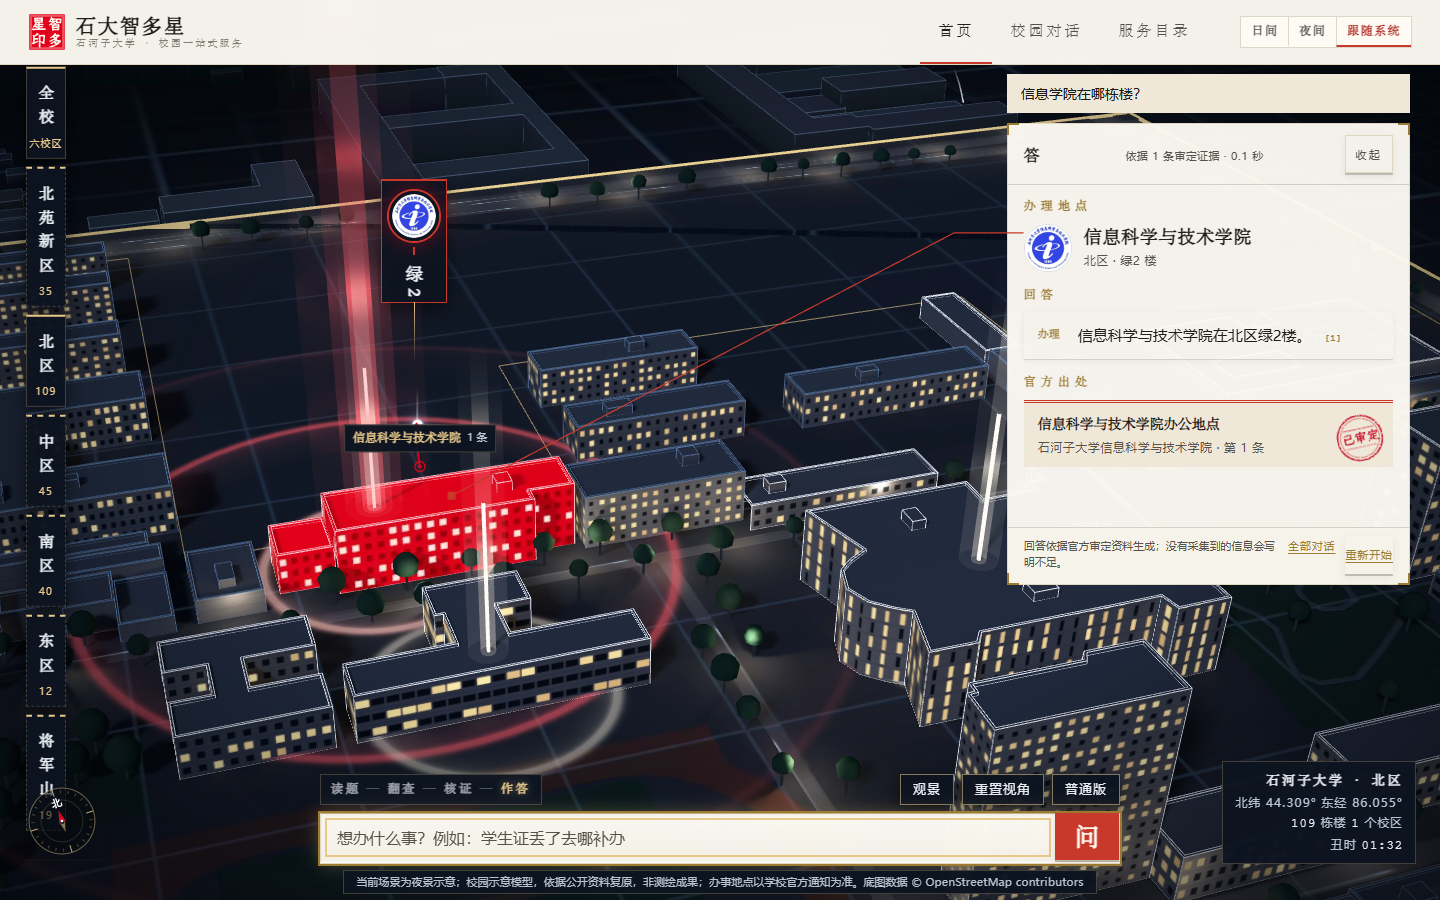 智多
星印
石大智多星
石河子大学 · 校园一站式服务
首页
校园对话
服务目录
日间
夜间
跟随系统
全校
六校区
北苑新区
35
北区
109
中区
45
南区
40
东区
12
将军山
19
北
绿2
信息科学与技术学院 1 条
信息学院在哪栋楼?
答
依据 1 条审定证据 · 0.1 秒
收起
办理地点
信息科学与技术学院
北区 · 绿2 楼
回答
办理 信息科学与技术学院在北区绿2楼。 [1]
官方出处
信息科学与技术学院办公地点
石河子大学信息科学与技术学院 · 第 1 条
已审定
回答依据官方审定资料生成；没有采集到的信息会写
明不足。
全部对话
重新开始
读题 — 翻查 — 核证 — 作答
观景
重置视角
普通版
想办什么事？例如：学生证丢了去哪补办
问
当前场景为夜景示意；校园示意模型，依据公开资料复原，非测绘成果；办事地点以学校官方通知为准。底图数据 © OpenStreetMap contributors
石河子大学 · 北区
北纬 44.309° 东经 86.055°
109 栋楼 1 个校区
丑时 01:32